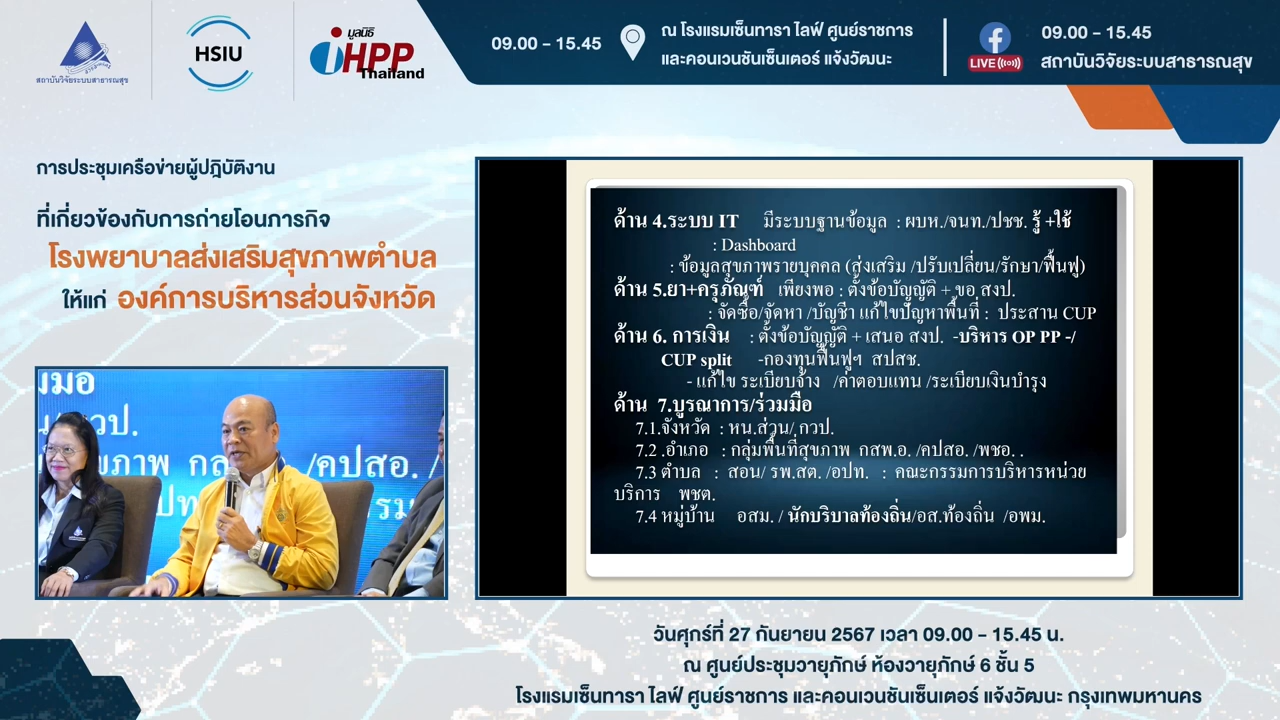 สถาบันวิจัยระบบสาธารณสุข
HSIU
มูลนิธิ
iHPP
Thailand
09.00 - 15.45
ณ โรงแรมเซ็นทารา ไลฟ์ ศูนย์ราชการ
และคอนเวนชันเซ็นเตอร์ แจ้งวัฒนะ
LIVE
09.00 - 15.45
สถาบันวิจัยระบบสาธารณสุข
การประชุมเครือข่ายผู้ปฏิบัติงาน
ที่เกี่ยวข้องกับการถ่ายโอนภารกิจ
โรงพยาบาลส่งเสริมสุขภาพตำบล
ให้แก่ องค์การบริหารส่วนจังหวัด
ด้าน 4.ระบบ IT มีระบบฐานข้อมูล : ผบห./จนท./ปชช. รู้ +ใช้
: Dashboard
: ข้อมูลสุขภาพรายบุคคล (ส่งเสริม /ปรับเปลี่ยน/รักษา/ฟื้นฟู)
ด้าน 5.ยา+ครุภัณฑ์ เพียงพอ : ตั้งข้อบัญญัติ + ขอ สงป.
: จัดซื้อ/จัดหา /บัญชี แก้ไขปัญหาพื้นที่ : ประสาน CUP
ด้าน 6. การเงิน : ตั้งข้อบัญญัติ + เสนอ สงป. -บริหาร OP PP -/
CUP split -กองทุนฟื้นฟูฯ สปสช.
- แก้ไข ระเบียบจ้าง /ค่าตอบแทน /ระเบียบเงินบำรุง
ด้าน 7.บูรณาการ/ร่วมมือ
7.1.จังหวัด : หน.ส่วน/ กวป.
7.2 .อำเภอ : กลุ่มพื้นที่สุขภาพ กสพ.อ. /คปสอ. /พชอ. .
7.3 ตำบล : สอน/ รพ.สต. /อปท. : คณะกรรมการบริหารหน่วย
บริการ พชต.
7.4 หมู่บ้าน อสม. / นักบริบาลท้องถิ่น/อส.ท้องถิ่น /อพม.
มมือ
วป.
ขภาพ กล /คปสอ. /
ปท รม
วันศุกร์ที่ 27 กันยายน 2567 เวลา 09.00 - 15.45 น.
ณ ศูนย์ประชุมวายุภักษ์ ห้องวายุภักษ์ 6 ชั้น 5
โรงแรมเซ็นทารา ไลฟ์ ศูนย์ราชการ และคอนเวนชันเซ็นเตอร์ แจ้งวัฒนะ กรุงเทพมหานคร